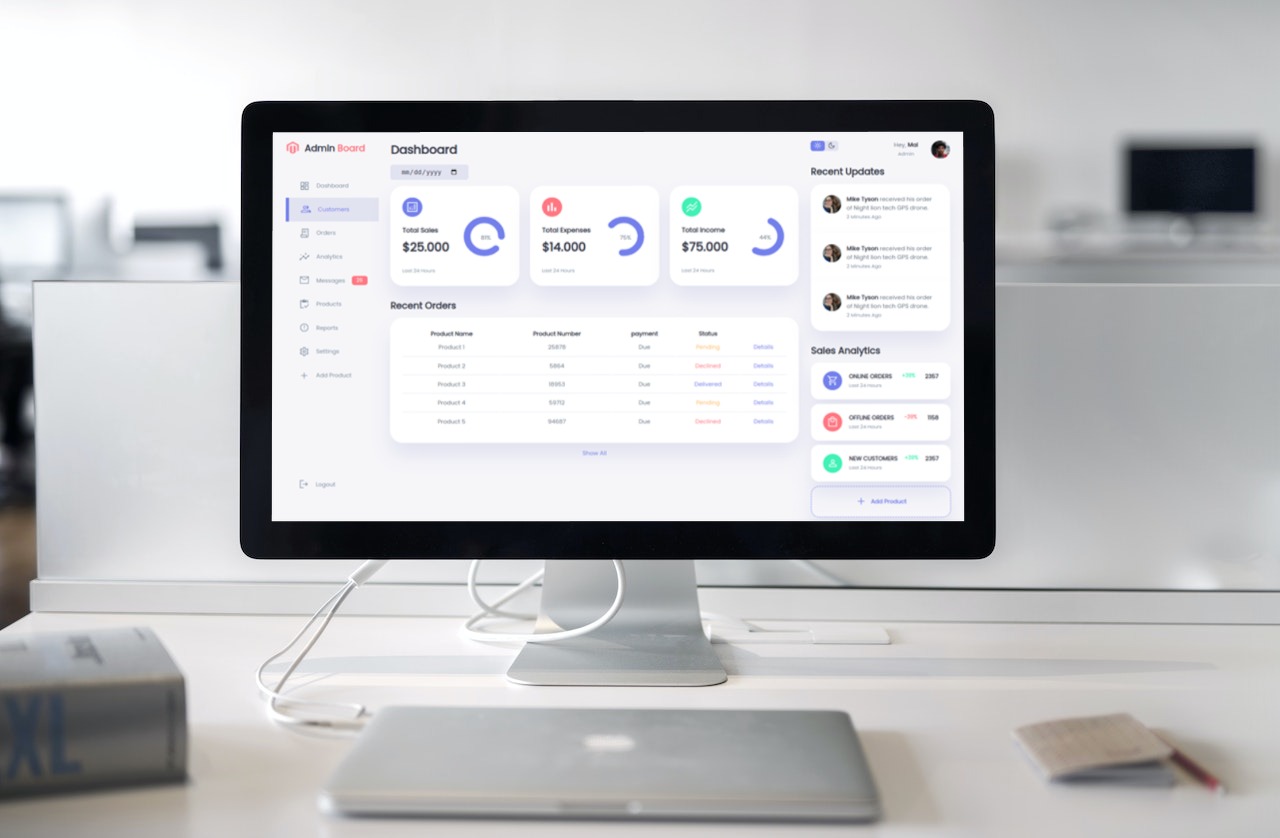 Admin Board
Dashboard
Customers
Orders
Analytics
Messages
Products
Reports
Settings
Add Product
Logout
Dashboard
mm/dd/yyyy
Total Sales
$25.000
81%
Last 24 Hours
Total Expenses
$14.000
75%
Last 24 Hours
Total Income
$75.000
44%
Last 24 Hours
Recent Orders
Product Name Product Number payment Status
Product 1 Due Pending Details
Product 2 5864 Due Declined Details
Product 3 16953 Due Delivered Details
Product 4 Due Pending Details
Product 5 Due Declined Details
Show All
Hey, Mal
Admin
Recent Updates
Mike Tyson received his order
of Night lion tech GPS drone.
2 Minutes Ago
Mike Tyson received his order
of Night lion tech GPS drone.
2 Minutes Ago
Mike Tyson received his order
of Night lion tech GPS drone.
2 Minutes Ago
Sales Analytics
ONLINE ORDERS 2357
Last 24 Hours
OFFLINE ORDERS 1158
Last 24 Hours
NEW CUSTOMERS 2357
Last 24 Hours
Add Product
XL